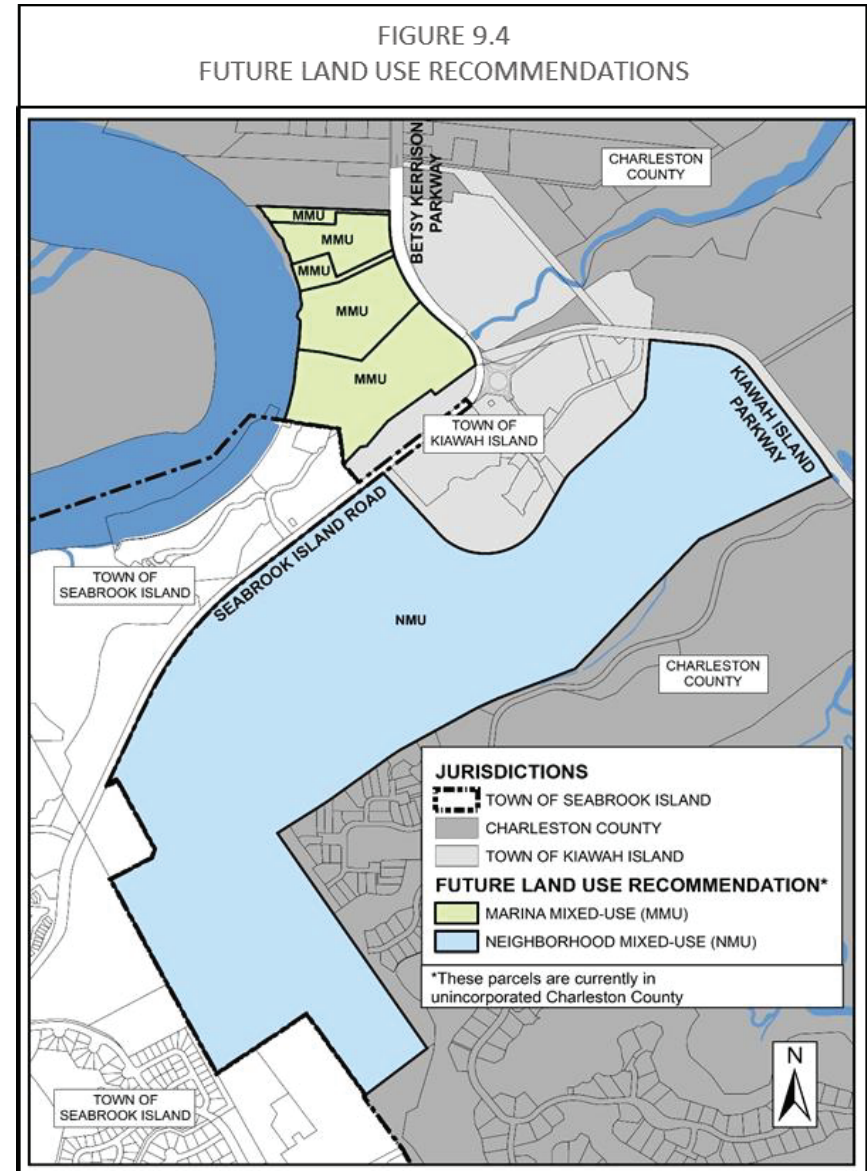 FIGURE 9.4
FUTURE LAND USE RECOMMENDATIONS
CHARLESTON
COUNTY
BETSY KERRISON
PARKWAY
MMU
MMU
MMU
MMU
MMU
KIAWAH ISLAND
PARKWAY
TOWN OF
KIAWAH ISLAND
SEABROOK ISLAND ROAD
TOWN OF
SEABROOK ISLAND
NMU
CHARLESTON
COUNTY
JURISDICTIONS
TOWN OF SEABROOK ISLAND
CHARLESTON COUNTY
TOWN OF KIAWAH ISLAND
FUTURE LAND USE RECOMMENDATION*
MARINA MIXED-USE (MMU)
NEIGHBORHOOD MIXED-USE (NMU)
*These parcels are currently in
unincorporated Charleston County
N
TOWN OF
SEABROOK ISLAND